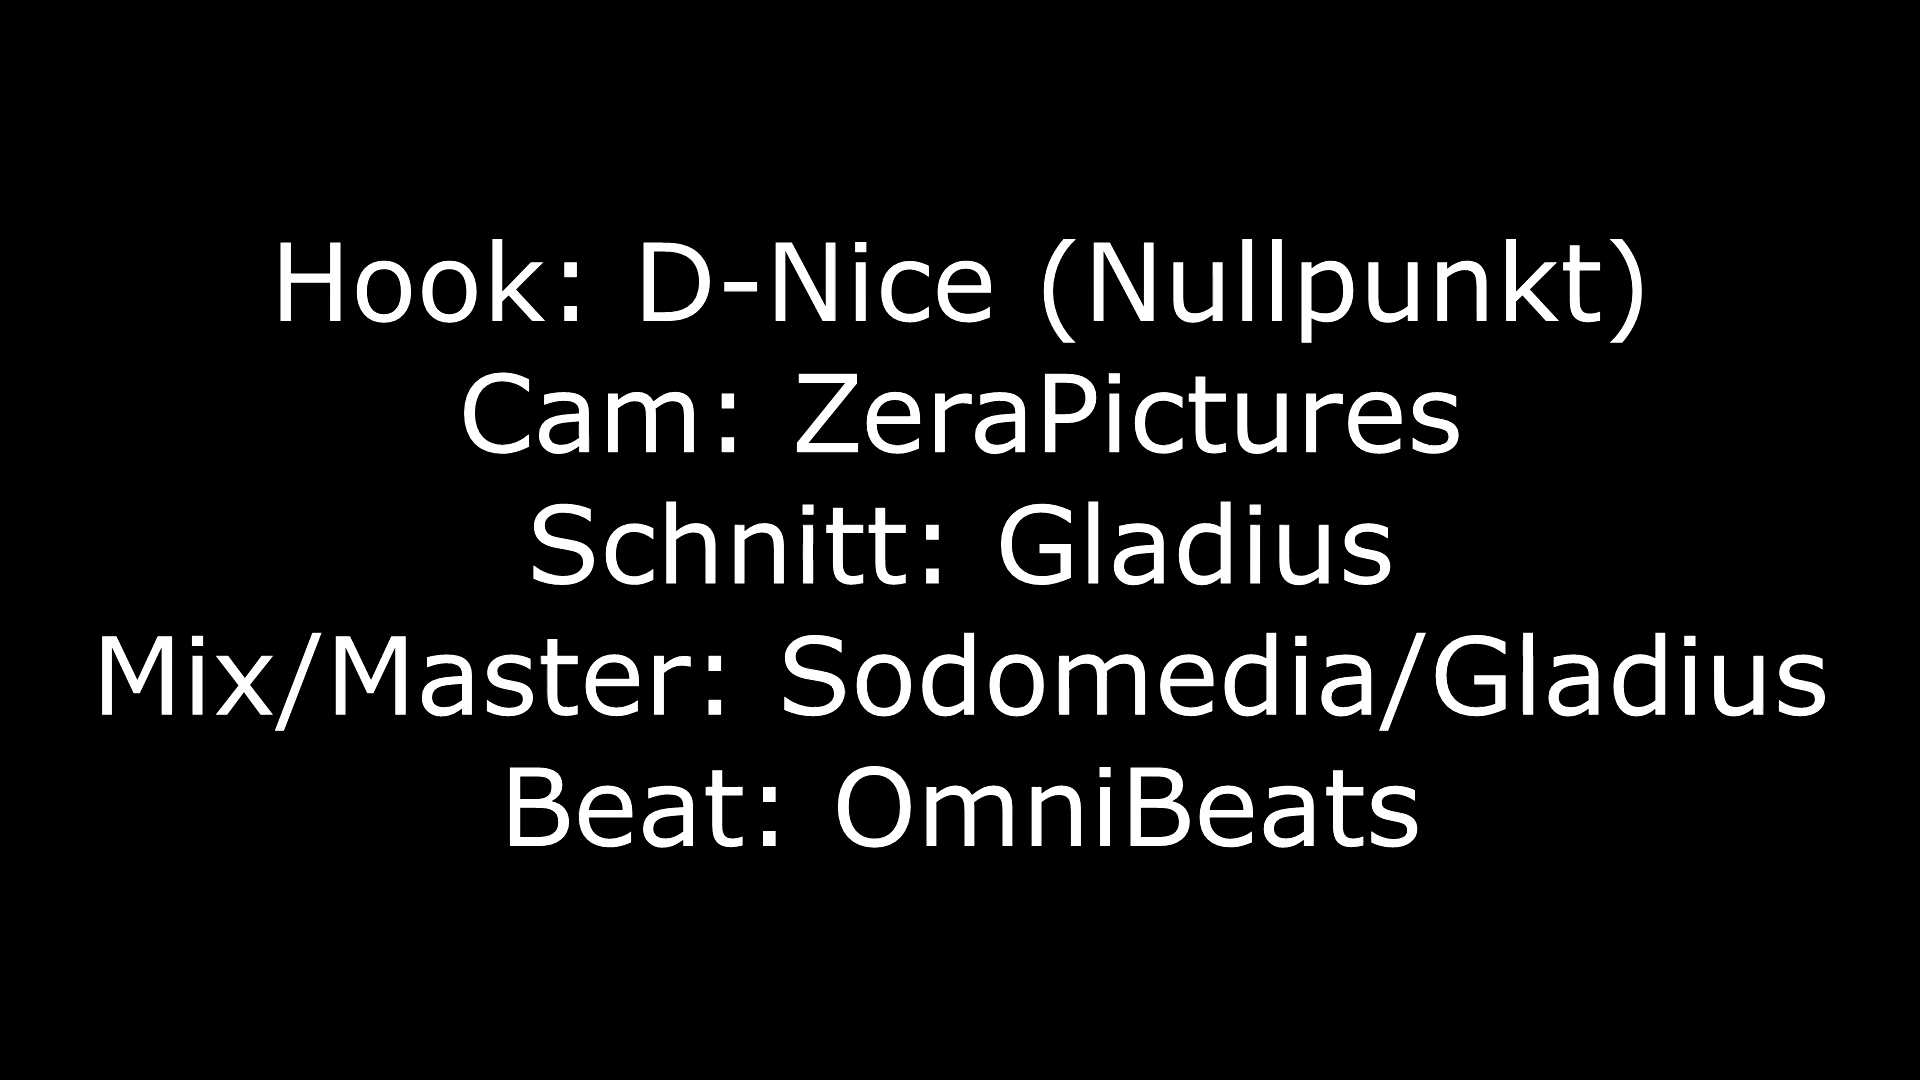 Hook: D-Nice (Nullpunkt)
Cam: ZeraPictures
Schnitt: Gladius
Mix/Master: Sodomedia/Gladius
Beat: OmniBeats